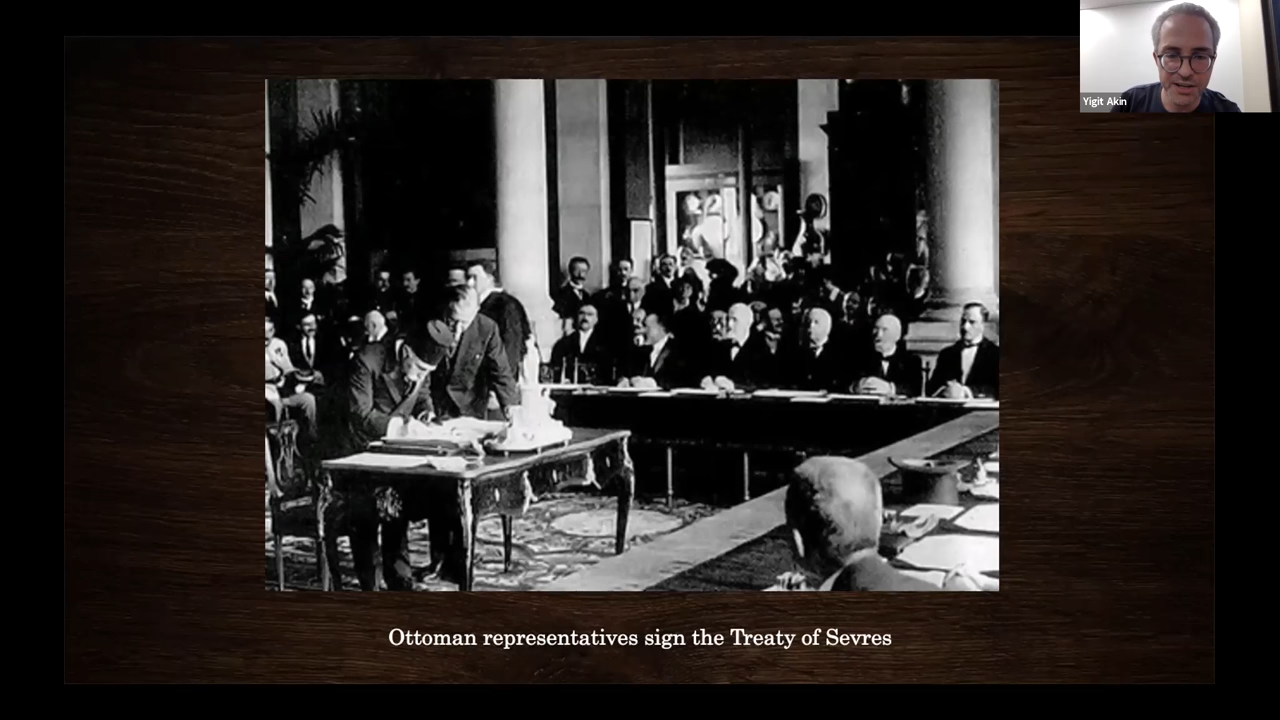 Yigit Akin
Ottoman representatives sign the Treaty of Sevres